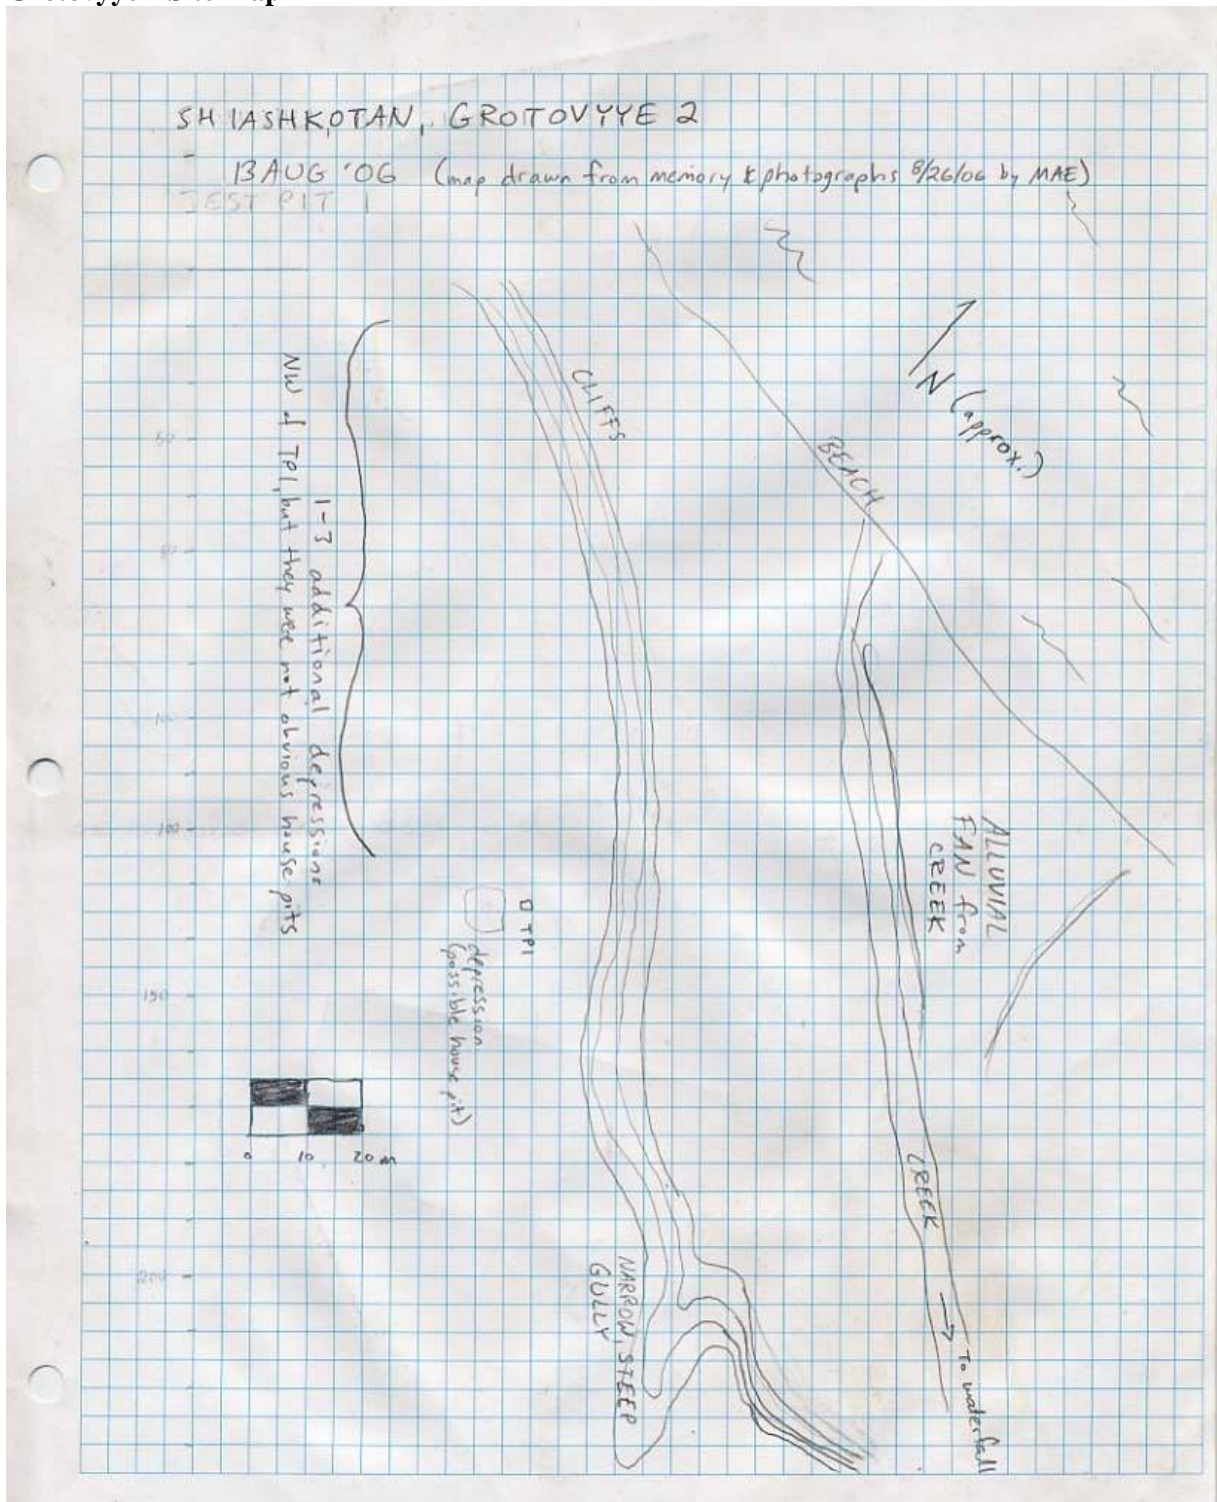 SHIASHKOTAN, GROTOVYYE 2
13 AUG '06 (map drawn from memory & photographs 8/26/06 by MAE)
TEST PIT 1
CLIFFS
BEACH
N (approx.)
1-3 additional depressions
NW of TP1, but they were not obvious house pits
50
100
150
200
ALLUVIAL
FAN from
CREEK
TP1
depression
(possible house pit)
0 10 20 m
CREEK
NARROW, STEEP
GULLY
To waterfall